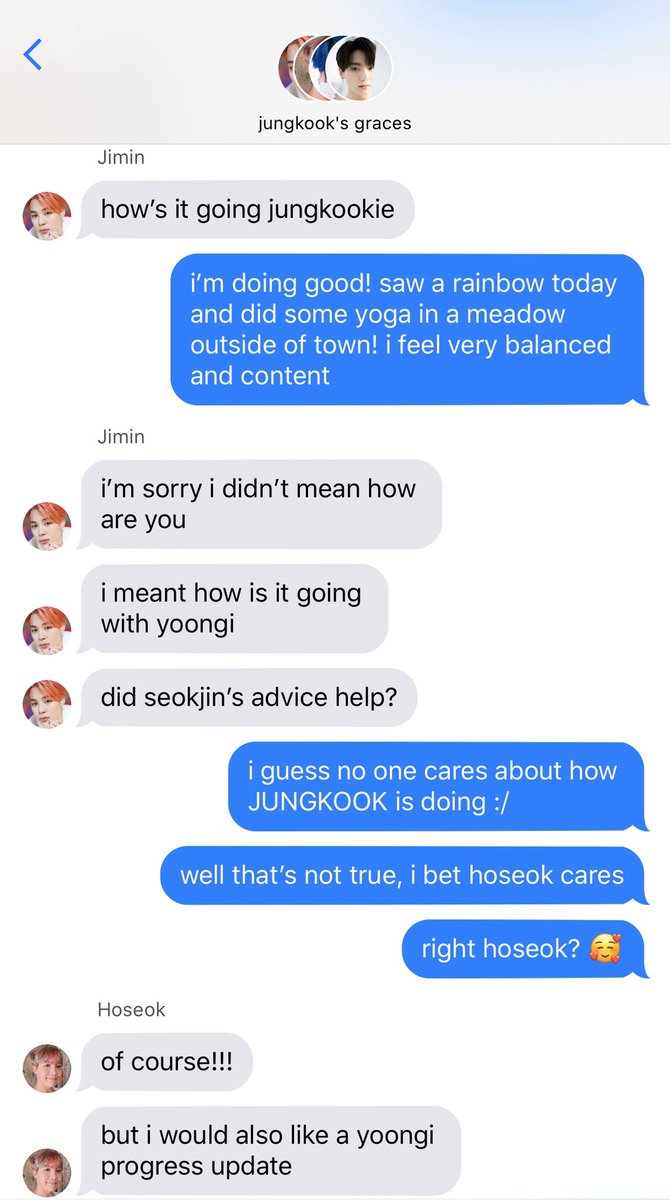 jungkook's graces
Jimin
how’s it going jungkookie
i’m doing good! saw a rainbow today
and did some yoga in a meadow
outside of town! i feel very balanced
and content
Jimin
i’m sorry i didn’t mean how
are you
i meant how is it going
with yoongi
did seokjin’s advice help?
i guess no one cares about how
JUNGKOOK is doing :/
well that’s not true, i bet hoseok cares
right hoseok? 🥰
Hoseok
of course!!!
but i would also like a yoongi
progress update